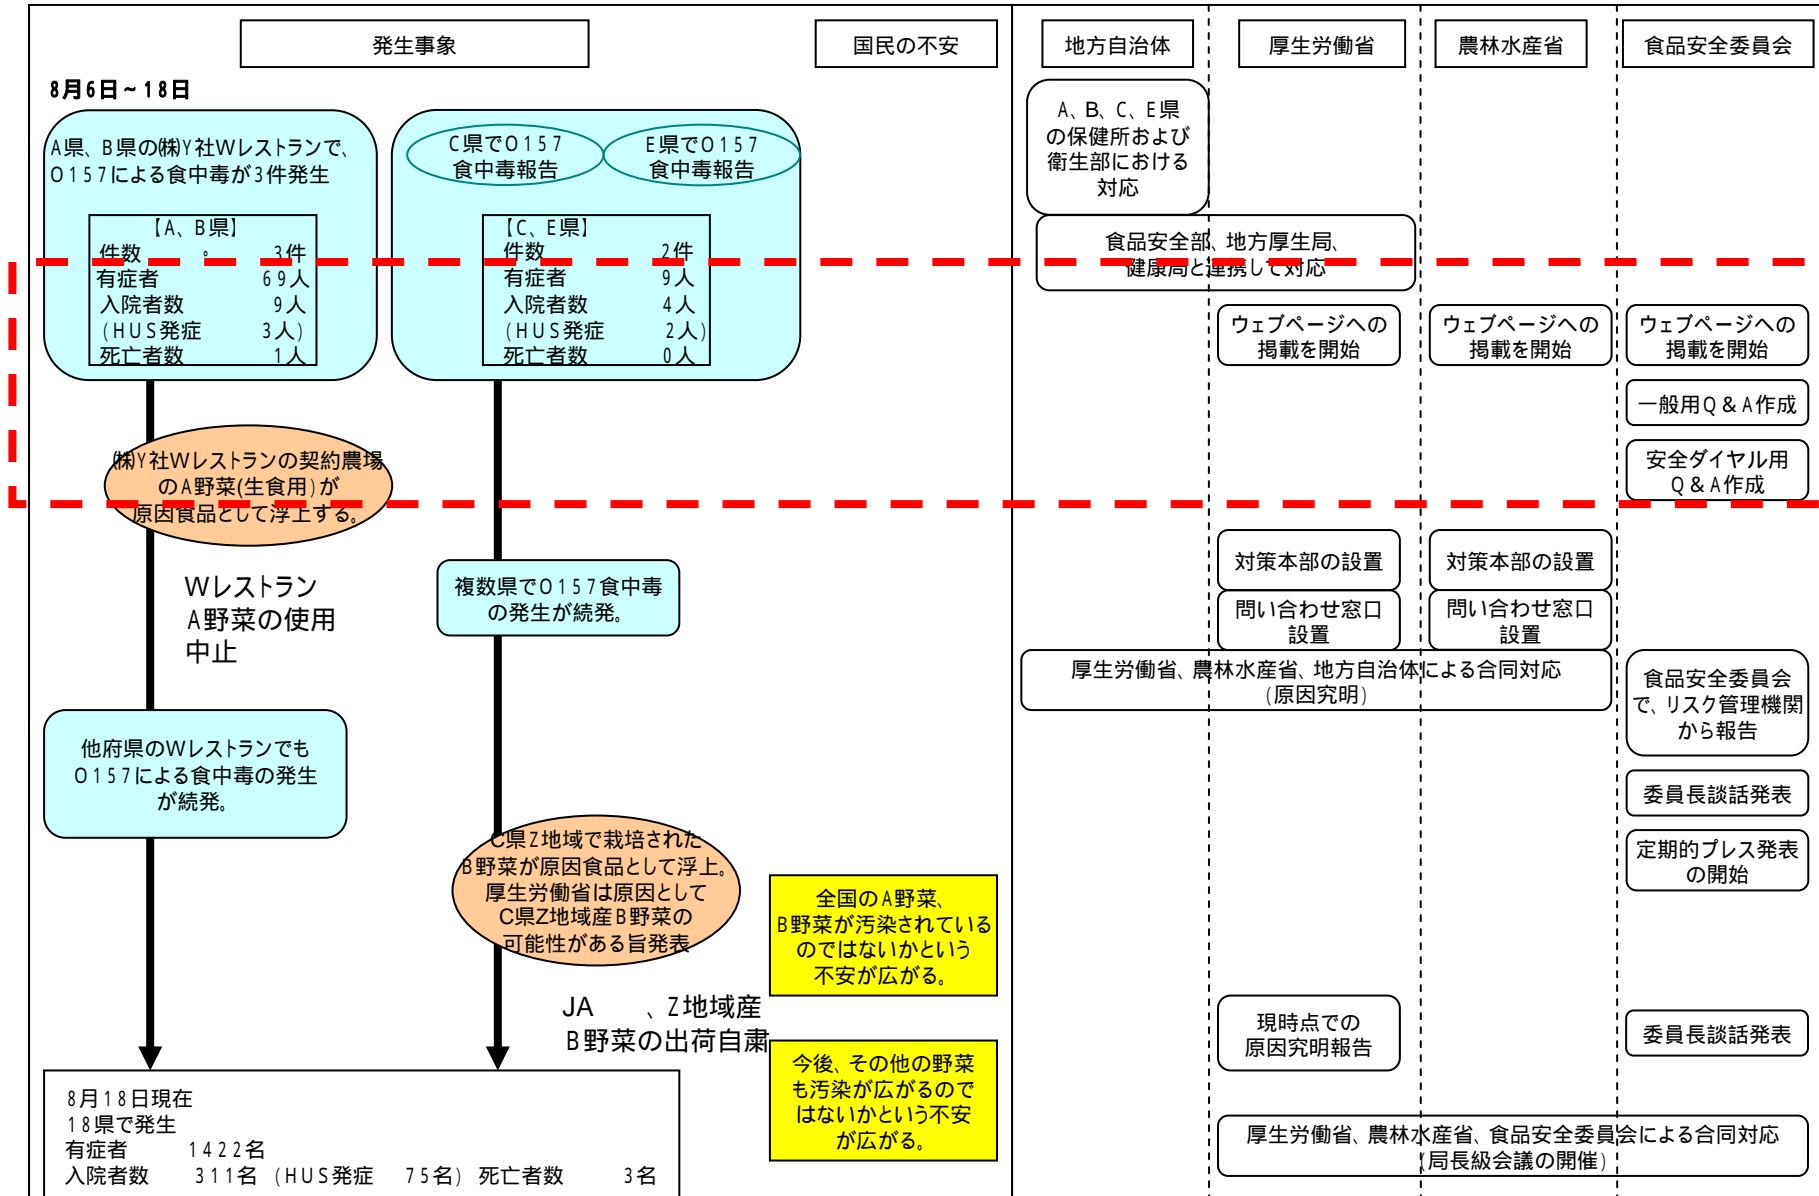 発生事象
国民の不安
地方自治体
厚生労働省
農林水産省
食品安全委員会
8月6日～18日
A県、B県の㈱Y社Wレストランで、
O157による食中毒が3件発生
【A、B県】
件数 。 3件
有症者 69人
入院者数 9人
(HUS発症 3人)
死亡者数 1人
C県でO157
食中毒報告
E県でO157
食中毒報告
【C、E県】
件数 2件
有症者 9人
入院者数 4人
(HUS発症 2人)
死亡者数 0人
A、B、C、E県
の保健所および
衛生部における
対応
食品安全部、地方厚生局、
健康局と連携して対応
ウェブページへの
掲載を開始
ウェブページへの
掲載を開始
ウェブページへの
掲載を開始
一般用Q&A作成
安全ダイヤル用
Q&A作成
㈱Y社Wレストランの契約農場
のA野菜(生食用)が
原因食品として浮上する。
Wレストラン
A野菜の使用
中止
複数県でO157食中毒
の発生が続発。
対策本部の設置
対策本部の設置
問い合わせ窓口
設置
問い合わせ窓口
設置
厚生労働省、農林水産省、地方自治体による合同対応
(原因究明)
食品安全委員会
で、リスク管理機関
から報告
委員長談話発表
定期的プレス発表
の開始
他府県のWレストランでも
O157による食中毒の発生
が続発。
C県Z地域で栽培された
B野菜が原因食品として浮上。
厚生労働省は原因として
C県Z地域産B野菜の
可能性がある旨発表
全国のA野菜、
B野菜が汚染されている
のではないかという
不安が広がる。
JA 、Z地域産
B野菜の出荷自粛
今後、その他の野菜
も汚染が広がるので
はないかという不安
が広がる。
現時点での
原因究明報告
委員長談話発表
厚生労働省、農林水産省、食品安全委員会による合同対応
(局長級会議の開催)
8月18日現在
18県で発生
有症者 1422名
入院者数 311名 (HUS発症 75名) 死亡者数 3名